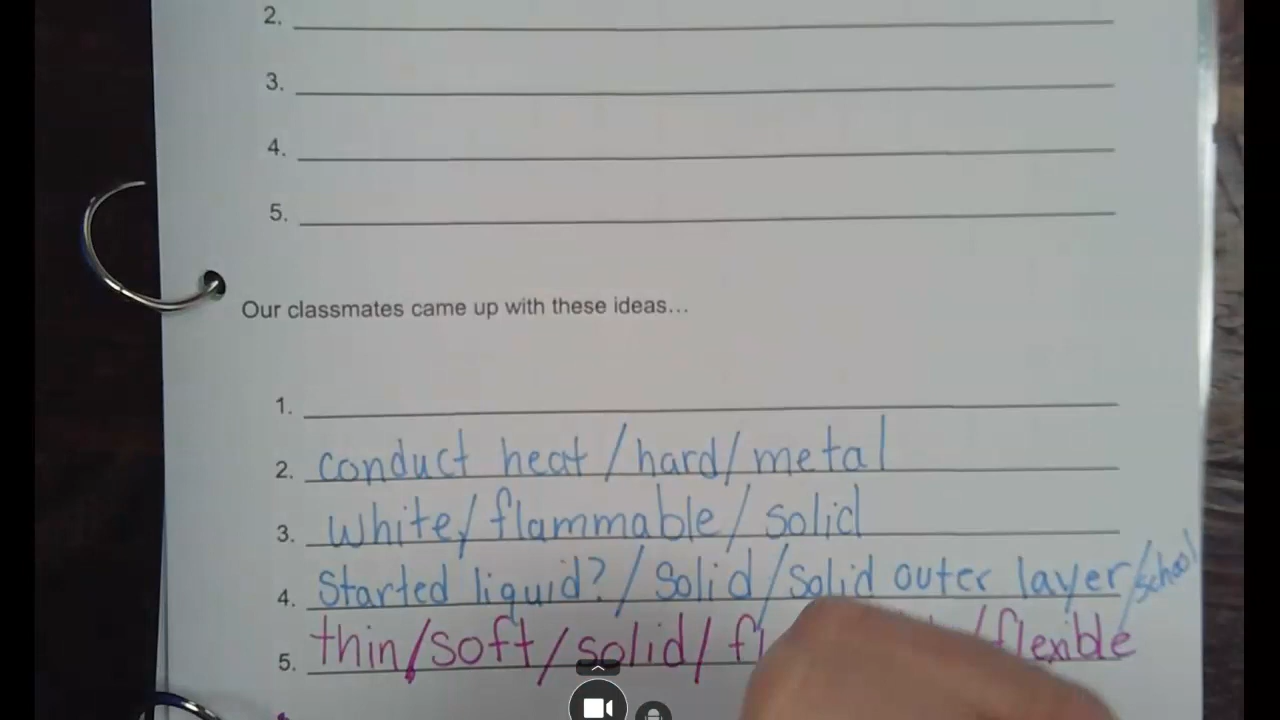 2.
3.
4.
5.
Our classmates came up with these ideas...
1.
2. conduct heat / hard / metal
3. white / flammable / solid
4. Started liquid? / Solid / Solid outer layer / school
5. thin / soft / solid / / flexible